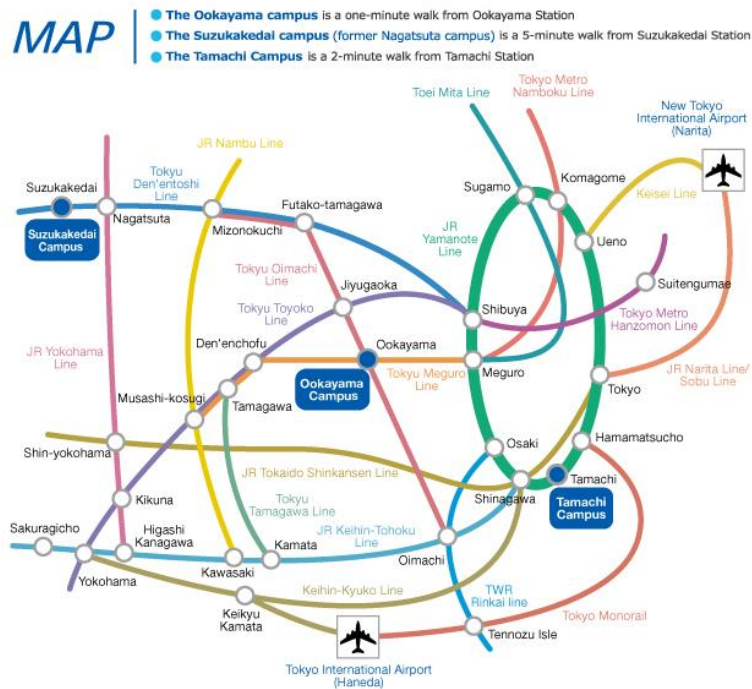 MAP
The Ookayama campus is a one-minute walk from Ookayama Station
The Suzukakedai campus (former Nagatsuta campus) is a 5-minute walk from Suzukakedai Station
The Tamachi Campus is a 2-minute walk from Tamachi Station
Toei Mita Line
Tokyo Metro
Namboku Line
New Tokyo
International Airport
(Narita)
JR Nambu Line
Suzukakedai
Tokyu
Den'entoshi
Line
Futako-tamagawa
Sugamo
Komagome
Keisei Line
Nagatsuta
Mizonokuchi
Suzukakedai
Campus
JR
Yamanote
Line
Ueno
Tokyu Oimachi
Line
Jiyugaoka
Suitengumae
Tokyu Toyoko
Line
Shibuya
Tokyo Metro
Hanzomon Line
Den'enchofu
Ookayama
JR Yokohama
Line
Ookayama
Campus
Tokyu Meguro
Line
Meguro
JR Narita Line/
Sobu Line
Tokyo
Musashi-kosugi
Tamagawa
Shin-yokohama
Osaki
Hamamatsucho
JR Tokaido Shinkansen Line
Shinagawa
Tamachi
Tamachi
Campus
Kikuna
Tokyu
Tamagawa Line
Sakuragicho
Higashi
Kanagawa
JR Keihin-Tohoku
Line
Kamata
Oimachi
Yokohama
Kawasaki
Keihin-Kyuko Line
TWR
Rinkai line
Keikyu
Kamata
Tokyo Monorail
Tennozu Isle
Tokyo International Airport
(Haneda)